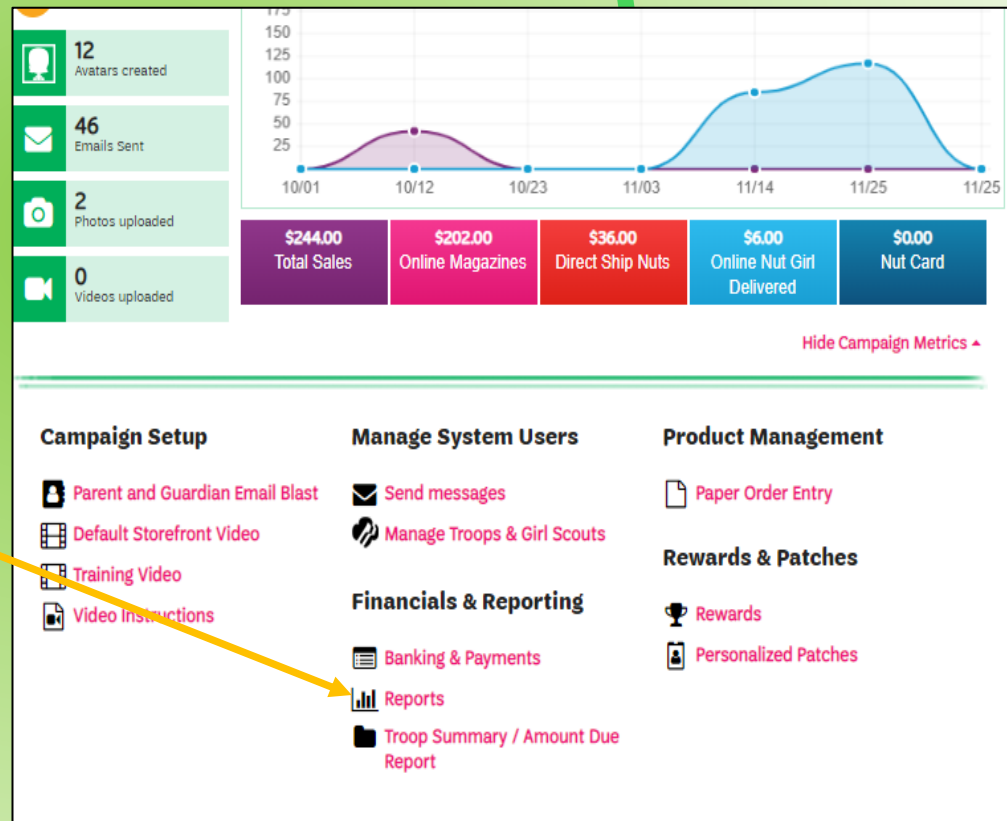 175
150
125
100
75
50
25
10/01 10/12 10/23 11/03 11/14 11/25 11/25
12
Avatars created
46
Emails Sent
2
Photos uploaded
0
Videos uploaded
$244.00
Total Sales
$202.00
Online Magazines
$36.00
Direct Ship Nuts
$6.00
Online Nut Girl
Delivered
$0.00
Nut Card
Hide Campaign Metrics
Campaign Setup
Parent and Guardian Email Blast
Default Storefront Video
Training Video
Video Instructions
Manage System Users
Send messages
Manage Troops & Girl Scouts
Financials & Reporting
Banking & Payments
Reports
Troop Summary / Amount Due
Report
Product Management
Paper Order Entry
Rewards & Patches
Rewards
Personalized Patches